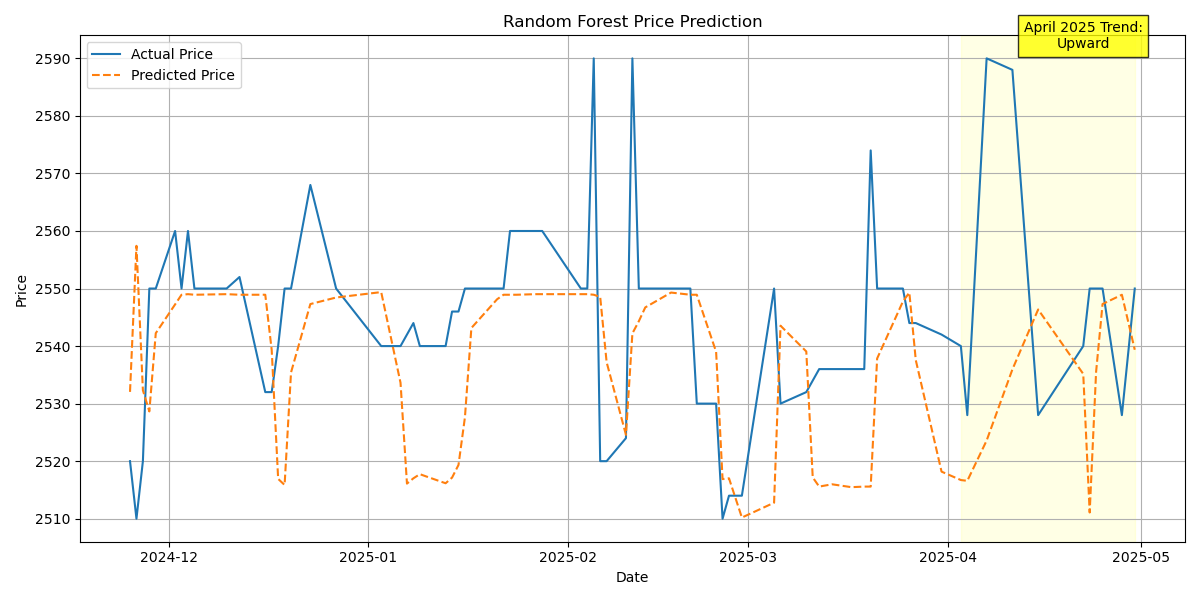 Random Forest Price Prediction
April 2025 Trend:
Upward
Actual Price
Predicted Price
2590
2580
2570
2560
2550
2540
2530
2520
2510
Price
2024-12
2025-01
2025-02
2025-03
2025-04
2025-05
Date